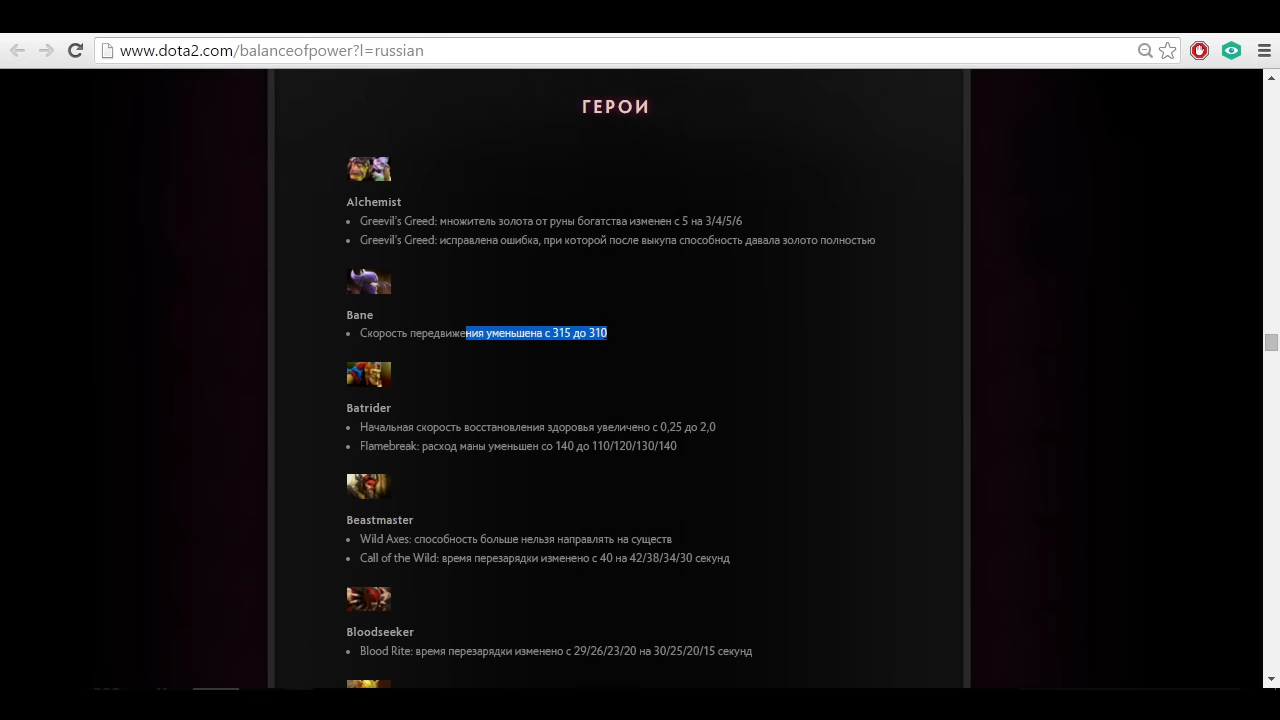 www.dota2.com/balanceofpower?l=russian
ГЕРОИ
Alchemist
• Greevil's Greed: множитель золота от руны богатства изменен с 5 на 3/4/5/6
• Greevil's Greed: исправлена ошибка, при которой после выкупа способность давала золото полностью
Bane
• Скорость передвижения уменьшена с 315 до 310
Batrider
• Начальная скорость восстановления здоровья увеличено с 0,25 до 2,0
• Flamebreak: расход маны уменьшен со 140 до 110/120/130/140
Beastmaster
• Wild Axes: способность больше нельзя направлять на существ
• Call of the Wild: время перезарядки изменено с 40 на 42/38/34/30 секунд
Bloodseeker
• Blood Rite: время перезарядки изменено с 29/26/23/20 на 30/25/20/15 секунд